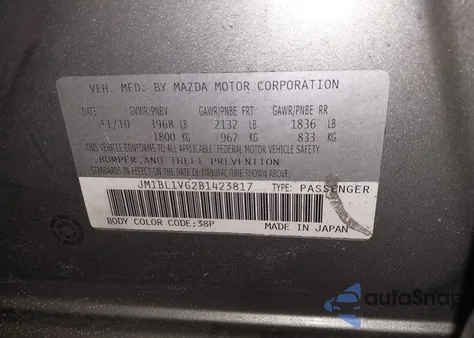 VEH. MFD. BY MAZDA MOTOR CORPORATION
DATE GVWR/PNBV GAWR/PNBE FRT GAWR/PNBE RR
11/10 3968 LB 2132 LB 1836 LB
1800 KG 967 KG 833 KG
THIS VEHICLE CONFORMS TO ALL APPLICABLE FEDERAL MOTOR VEHICLE SAFETY
,BUMPER,AND THEFT PREVENTION
STANDARDS IN EFFECT ON THE DATE OF MANUFACTURE SHOWN ABOVE.
JM1BL1VG2B1423817 TYPE: PASSENGER
BODY COLOR CODE:38P MADE IN JAPAN
autoSnap